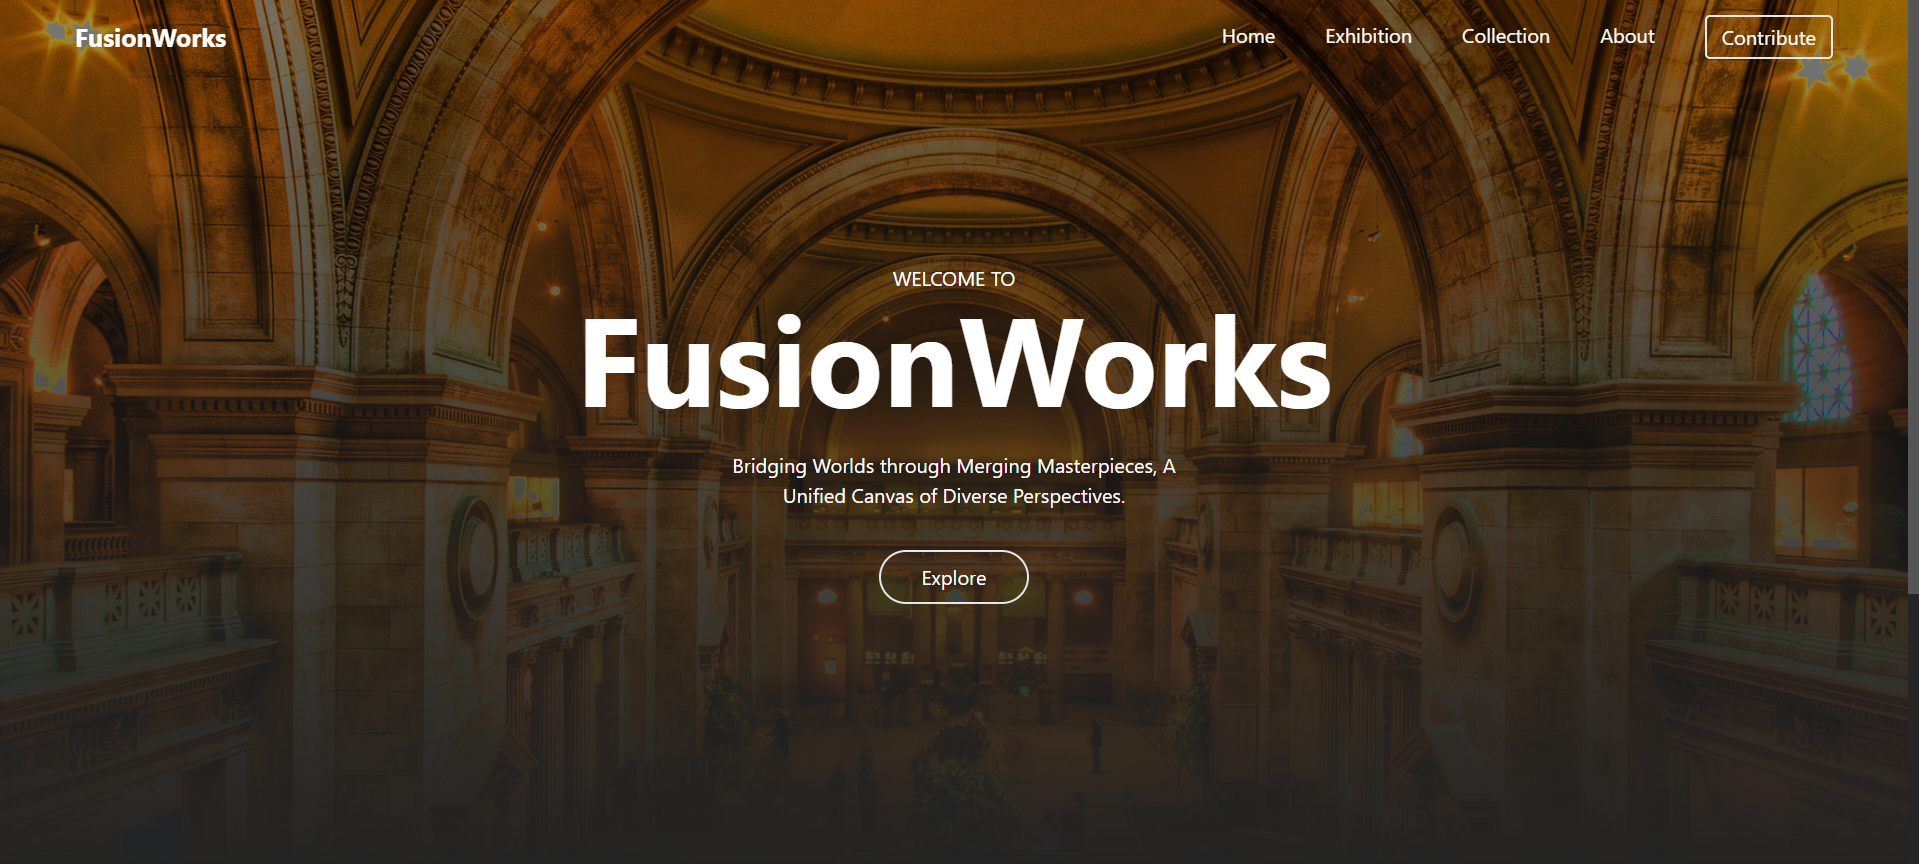 FusionWorks
Home Exhibition Collection About Contribute
WELCOME TO
FusionWorks
Bridging Worlds through Merging Masterpieces, A
Unified Canvas of Diverse Perspectives.
Explore